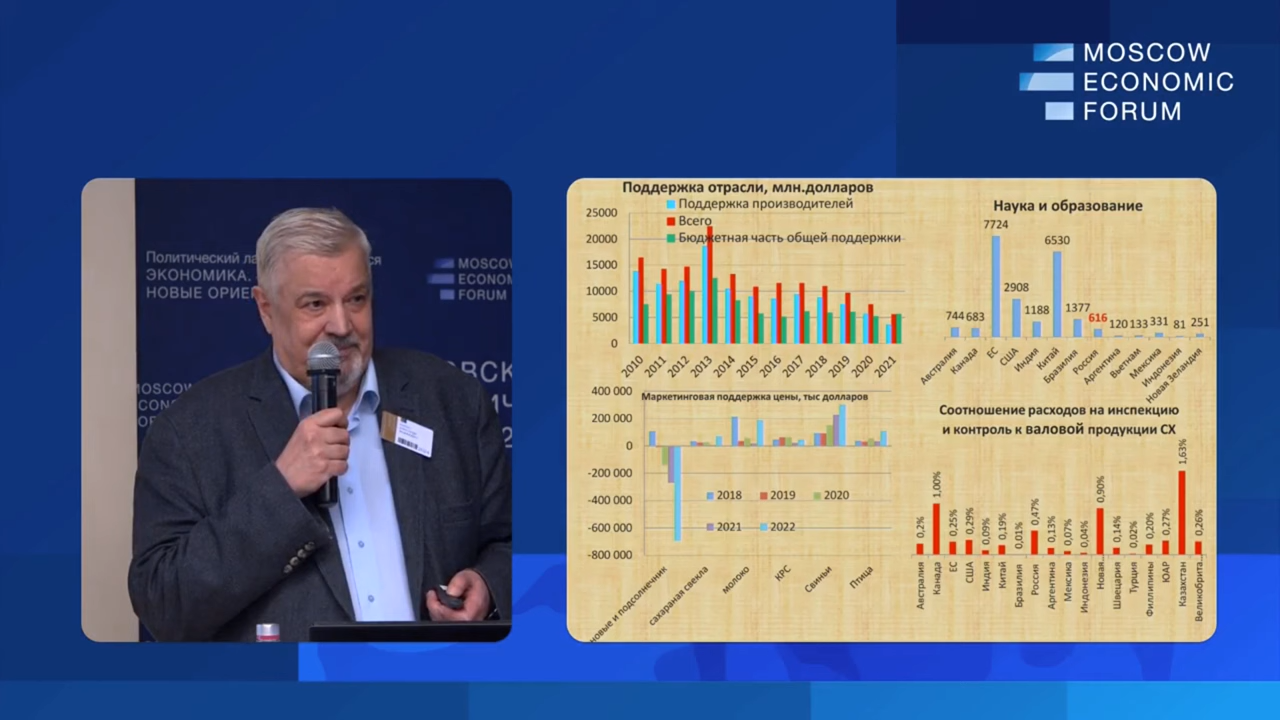 MOSCOW
ECONOMIC
FORUM
Политический
ЭКОНОМИКА.
НОВЫЕ
MOSCOW
ECONOM
FORUM
Поддержка отрасли, млн.долларов
Поддержка производителей
Всего
Бюджетная часть общей поддержки
25000
20000
15000
10000
5000
0
2010 2011 2012 2013 2014 2015 2016 2017 2018 2019 2020 2021
Наука и образование
744 683 7724 2908 1188 6530 1377 616 120 133 331 81 251
Австралия Канада ЕС США Индия Китай Бразилия Россия Аргентина Вьетнам Мексика Индонезия Новая Зеландия
Маркетинговая поддержка цены, тыс долларов
400 000
200 000
0
-200 000
-400 000
-600 000
-800 000
2018 2019 2020
2021 2022
новые и подсолнечник сахараная свекла молоко КРС Свиньи Птица
Соотношение расходов на инспекцию
и контроль к валовой продукции СХ
0,2% 1,00% 0,25% 0,29% 0,09% 0,19% 0,01% 0,47% 0,13% 0,07% 0,04% 0,90% 0,14% 0,02% 0,20% 0,27% 1,63% 0,26%
Австралия Канада ЕС США Индия Китай Бразилия Россия Аргентина Мексика Индонезия Новая Швецария Турция Филлипины ЮАР Казахстан Великобрита